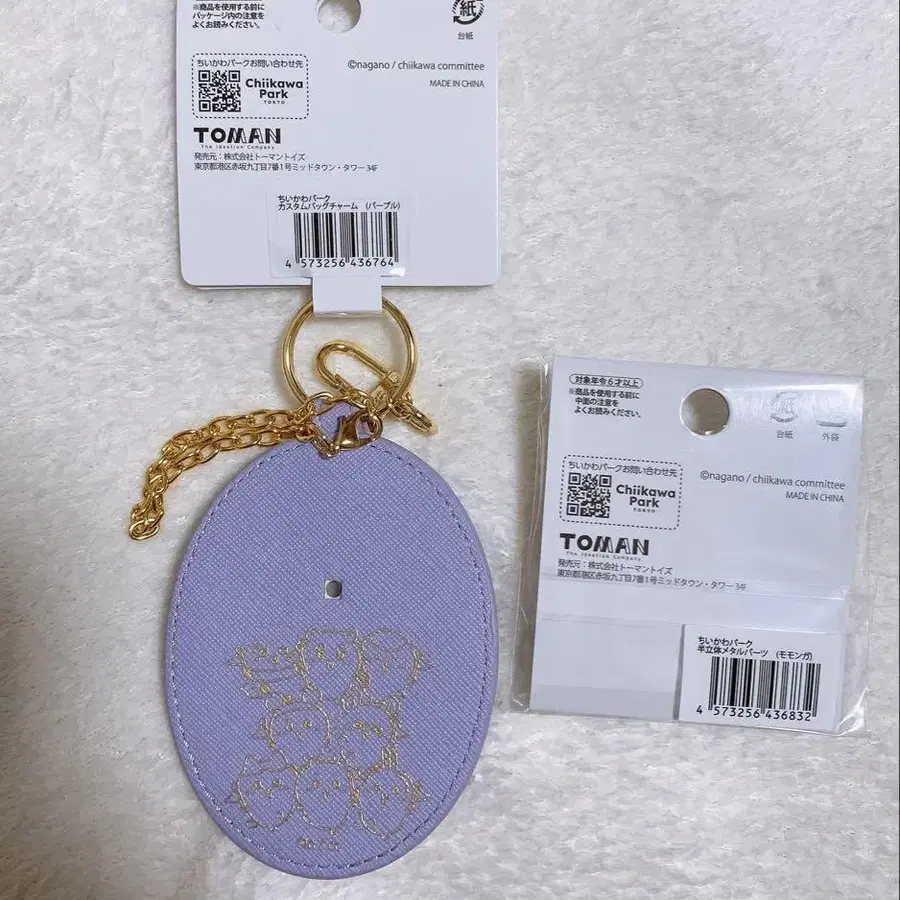 ※商品を使用する前に
パッケージ内の注意を
よくお読みください。
紙
台紙
ちいかわパークお問い合わせ先
Chiikawa
Park
TOKYO
©nagano / chiikawa committee
MADE IN CHINA
TOMAN
The Ideation Company
発売元:株式会社トーマントイズ
東京都港区赤坂九丁目7番1号ミッドタウン・タワー 34F
ちいかわパーク
カスタムバッグチャーム (パープル)
4 573256 436764
対象年令6才以上
※商品を使用する前に
中面の注意を
よくお読みください。
台紙
外袋
ちいかわパークお問い合わせ先
Chiikawa
Park
TOKYO
©nagano / chiikawa committee
MADE IN CHINA
TOMAN
The Ideation Company
発売元:株式会社トーマントイズ
東京都港区赤坂九丁目7番1号ミッドタウン・タワー 34F
ちいかわパーク
半立体メタルパーツ (モモンガ)
4 573256 436832